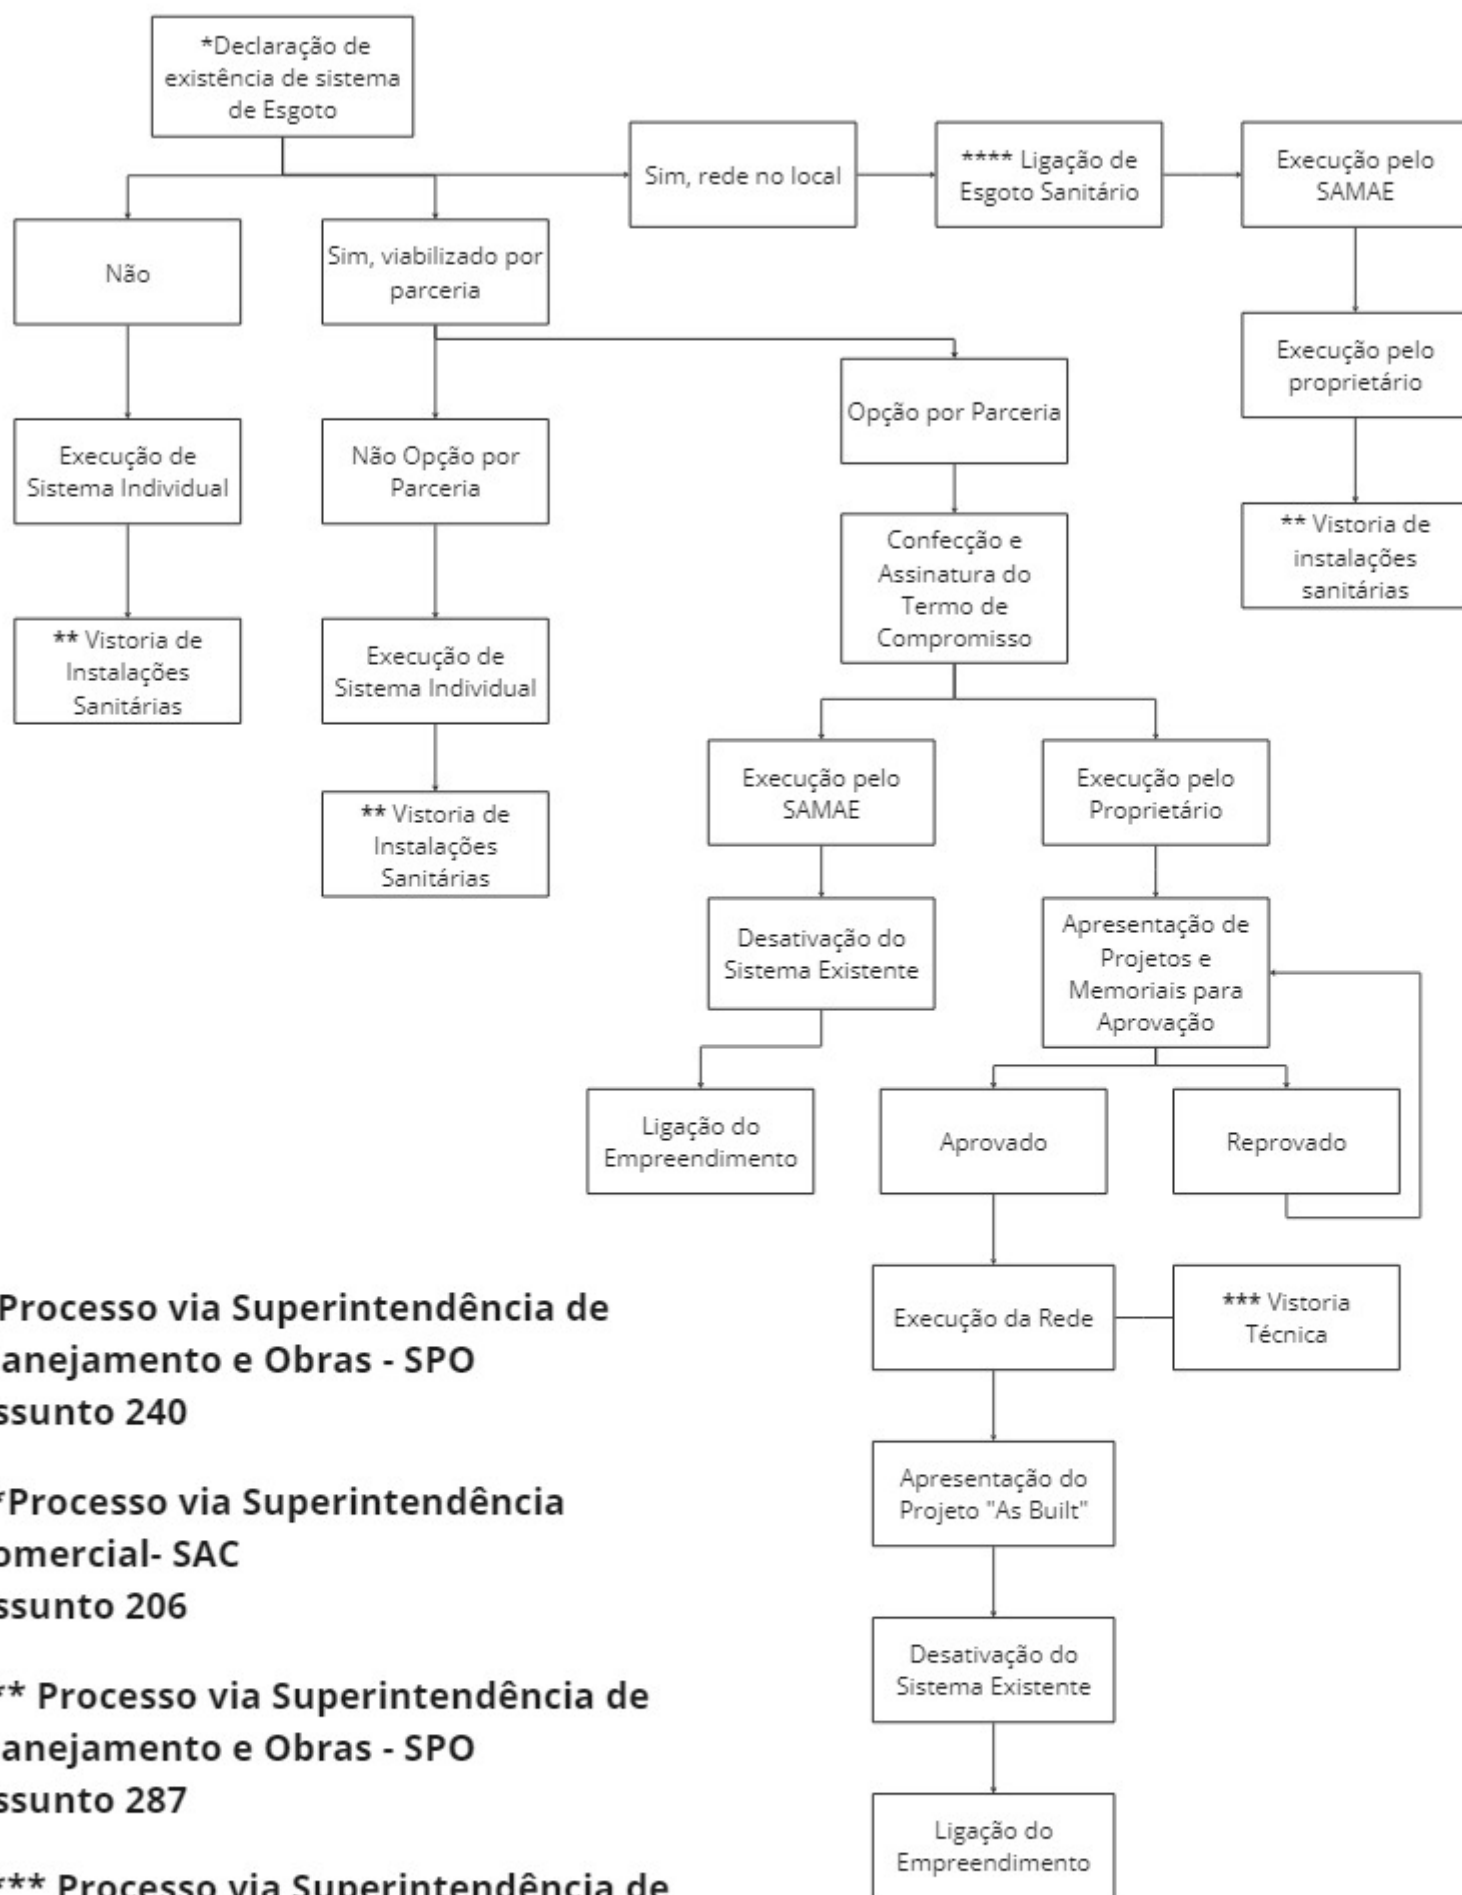 *Declaração de
existência de sistema
de Esgoto
Sim, rede no local
**** Ligação de
Esgoto Sanitário
Execução pelo
SAMAE
Não
Sim, viabilizado por
parceria
Execução pelo
proprietário
Opção por Parceria
Execução de
Sistema Individual
Não Opção por
Parceria
** Vistoria de
instalações
sanitárias
Confecção e
Assinatura do
Termo de
Compromisso
** Vistoria de
Instalações
Sanitárias
Execução de
Sistema Individual
Execução pelo
SAMAE
Execução pelo
Proprietário
** Vistoria de
Instalações
Sanitárias
Desativação do
Sistema Existente
Apresentação de
Projetos e
Memoriais para
Aprovação
Ligação do
Empreendimento
Aprovado
Reprovado
Execução da Rede
*** Vistoria
Técnica
Apresentação do
Projeto "As Built"
Desativação do
Sistema Existente
Ligação do
Empreendimento
Processo via Superintendência de
anejamento e Obras - SPO
ssunto 240
*Processo via Superintendência
omercial- SAC
ssunto 206
** Processo via Superintendência de
anejamento e Obras - SPO
ssunto 287
*** Processo via Superintendência de